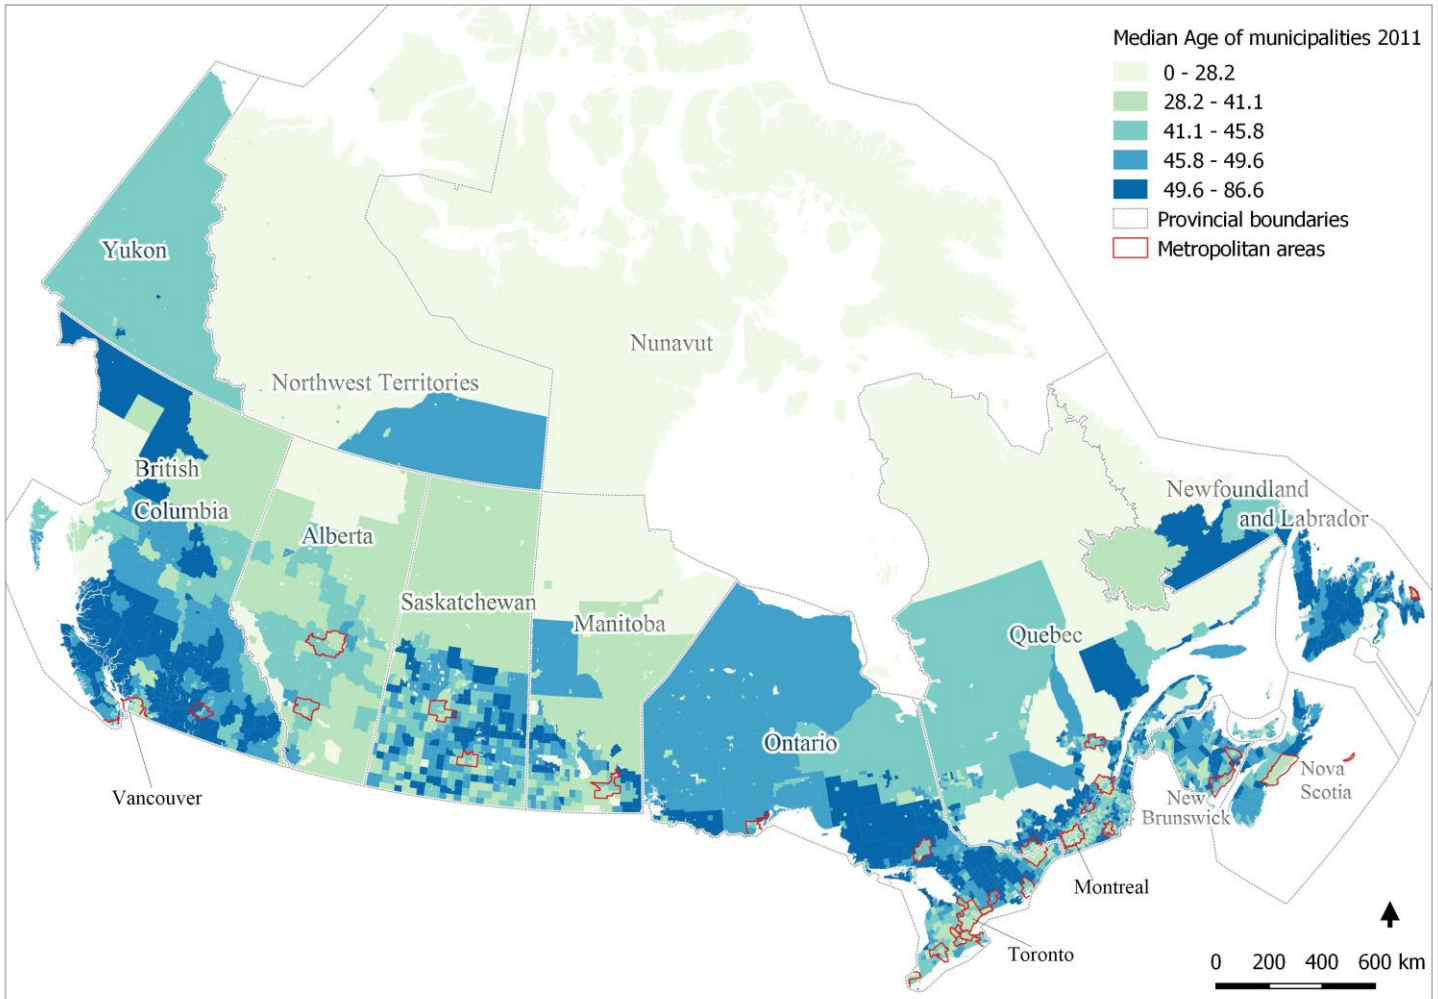 Median Age of municipalities 2011
0 - 28.2
28.2 - 41.1
41.1 - 45.8
45.8 - 49.6
49.6 - 86.6
Provincial boundaries
Metropolitan areas
Yukon
Nunavut
Northwest Territories
British
Columbia
Alberta
Saskatchewan
Manitoba
Ontario
Quebec
Newfoundland
and Labrador
Nova
Scotia
New
Brunswick
Vancouver
Montreal
Toronto
0 200 400 600 km